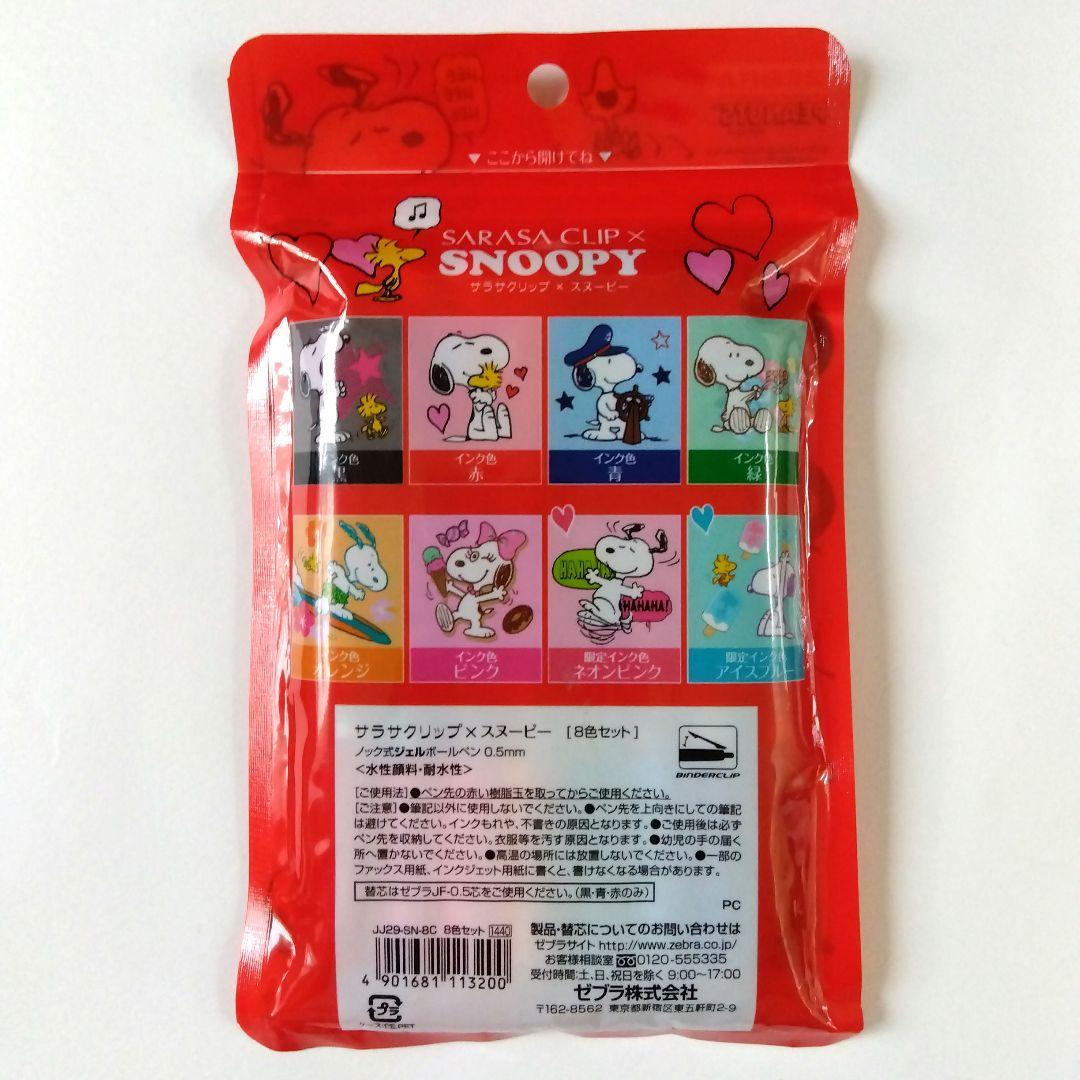 ▼ ここから開けてね ▼
SARASA CLIP ×
SNOOPY
サラサクリップ × スヌーピー
インク色
黒
インク色
赤
インク色
青
インク色
緑
HAHAHA!
インク色
オレンジ
インク色
ピンク
限定インク色
ネオンピンク
限定インク色
アイスブルー
サラサクリップ×スヌーピー [8色セット]
ノック式ジェルボールペン 0.5mm
<水性顔料・耐水性>
BINDERCLIP
[ご使用法]●ペン先の赤い樹脂玉を取ってからご使用ください。
[ご注意]●筆記以外に使用しないでください。●ペン先を上向きにしての筆記
は避けてください。インクもれや、不書きの原因となります。●ご使用後は必ず
ペン先を収納してください。衣服等を汚す原因となります。●幼児の手の届く
所へ置かないでください。●高温の場所には放置しないでください。●一部の
ファックス用紙、インクジェット用紙に書くと、書けなくなる場合があります。
替芯はゼブラJF-0.5芯をご使用ください。(黒・青・赤のみ)
PC
JJ29-SN-8C 8色セット 1440
4 901681 113200
プラ
ケース・花:PET
製品・替芯についてのお問い合わせは
ゼブラサイト http://www.zebra.co.jp/
お客様相談室 0120-555335
受付時間:土、日、祝日を除く 9:00〜17:00
ゼブラ株式会社
〒162-8562 東京都新宿区東五軒町2-9